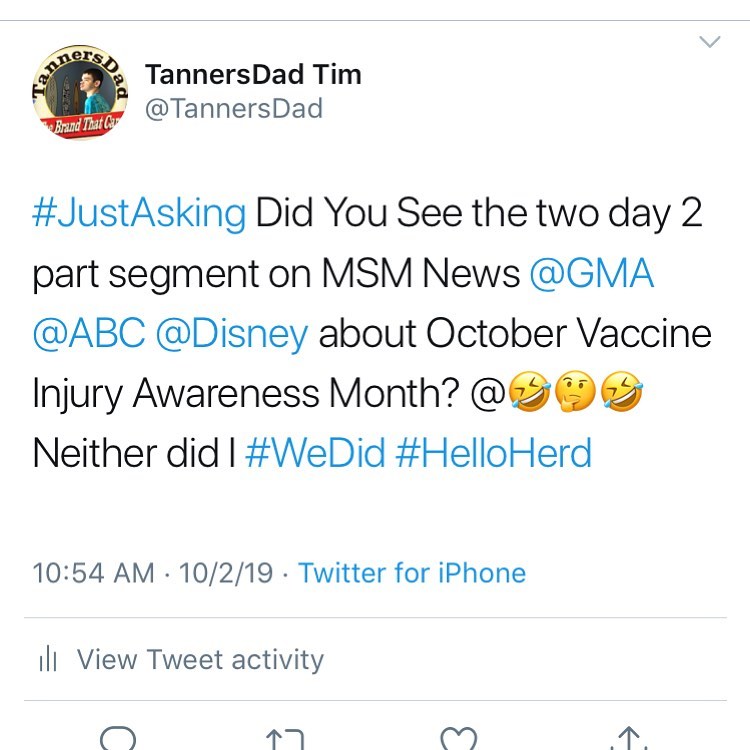 TannersDad
The Brand That Ca
TannersDad Tim
@TannersDad
#JustAsking Did You See the two day 2
part segment on MSM News @GMA
@ABC @Disney about October Vaccine
Injury Awareness Month? @🤣🤔🤣
Neither did I #WeDid #HelloHerd
10:54 AM · 10/2/19 · Twitter for iPhone
View Tweet activity